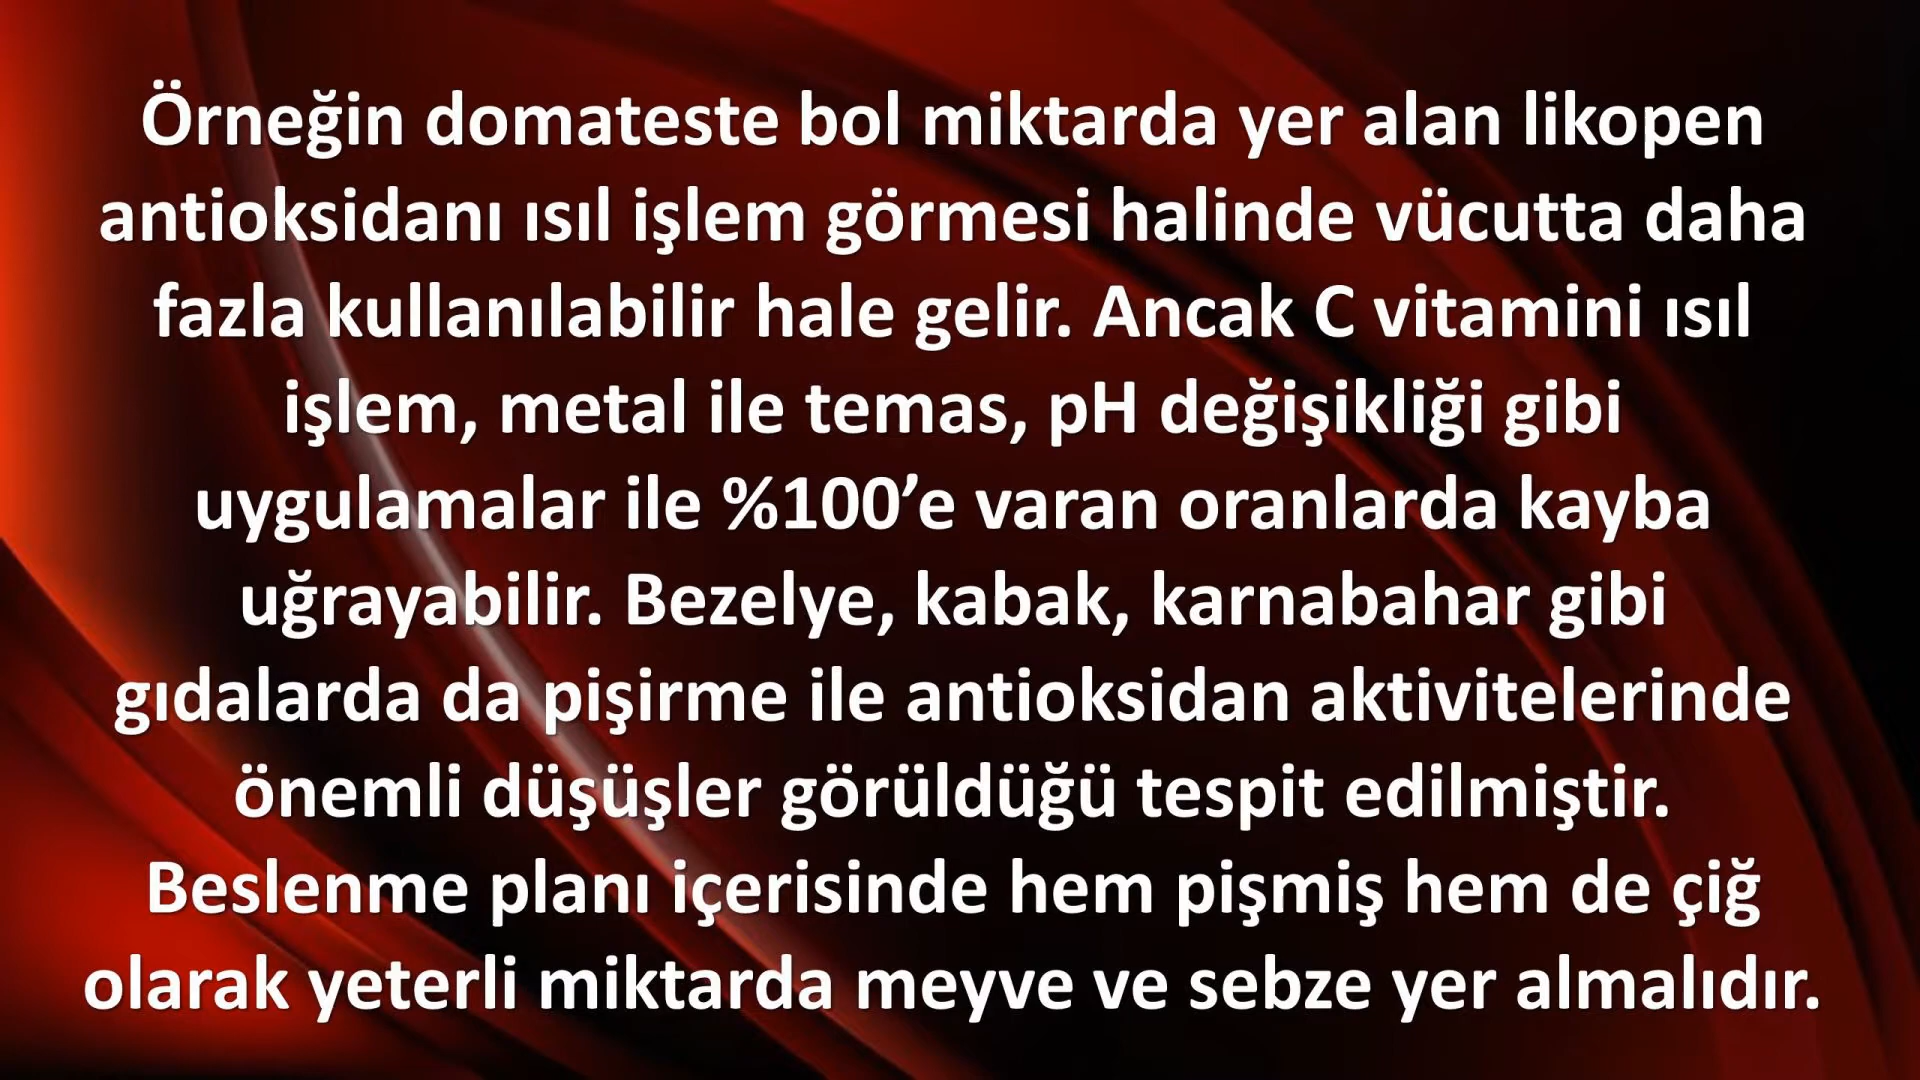 Örneğin domateste bol miktarda yer alan likopen
antioksidanı ısıl işlem görmesi halinde vücutta daha
fazla kullanılabilir hale gelir. Ancak C vitamini ısıl
işlem, metal ile temas, pH değişikliği gibi
uygulamalar ile %100’e varan oranlarda kayba
uğrayabilir. Bezelye, kabak, karnabahar gibi
gıdalarda da pişirme ile antioksidan aktivitelerinde
önemli düşüşler görüldüğü tespit edilmiştir.
Beslenme planı içerisinde hem pişmiş hem de çiğ
olarak yeterli miktarda meyve ve sebze yer almalıdır.